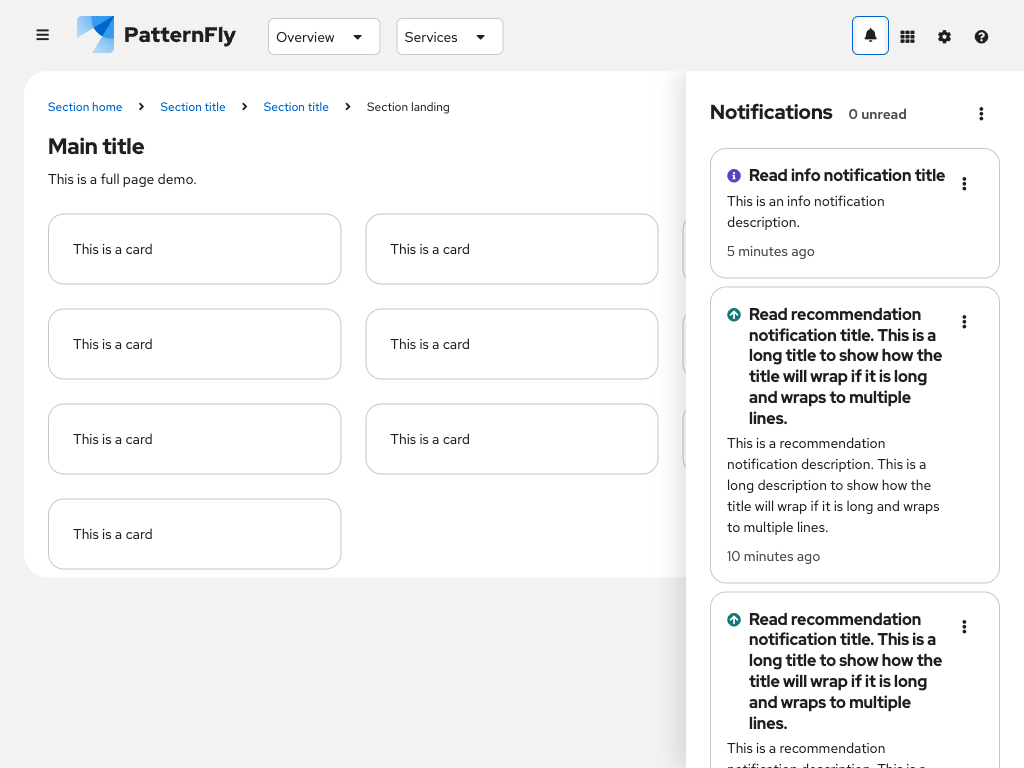 PatternFly
Overview
Services
Section home
Section title
Section title
Section landing
Main title
This is a full page demo.
This is a card
This is a card
This is a card
This is a card
This is a card
This is a card
This is a card
Notifications
0 unread
Read info notification title
This is an info notification
description.
5 minutes ago
Read recommendation
notification title. This is a
long title to show how the
title will wrap if it is long
and wraps to multiple
lines.
This is a recommendation
notification description. This is a
long description to show how the
title will wrap if it is long and wraps
to multiple lines.
10 minutes ago
Read recommendation
notification title. This is a
long title to show how the
title will wrap if it is long
and wraps to multiple
lines.
This is a recommendation
notification description. This is a